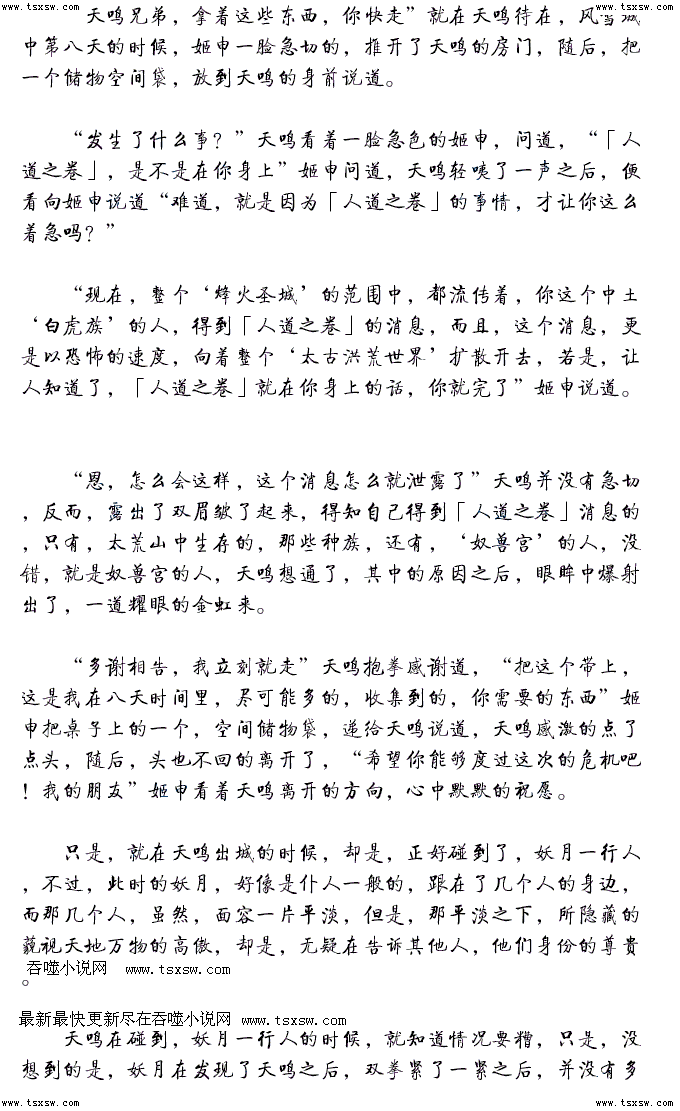 www.tsxsw.com www.tsxsw.com www.tsxsw.com
天鸣兄弟，拿着这些东西，你快走”就在天鸣待在，风雪城
中第八天的时候，姬申一脸急切的，推开了天鸣的房门，随后，把
一个储物空间袋，放到天鸣的身前说道。
“发生了什么事？”天鸣看着一脸急色的姬申，问道，“「人
道之卷」，是不是在你身上”姬申问道，天鸣轻咦了一声之后，便
看向姬申说道“难道，就是因为「人道之卷」的事情，才让你这么
着急吗？”
“现在，整个‘烽火圣城’的范围中，都流传着，你这个中土
‘白虎族’的人，得到「人道之卷」的消息，而且，这个消息，更
是以恐怖的速度，向着整个‘太古洪荒世界’扩散开去，若是，让
人知道了，「人道之卷」就在你身上的话，你就完了”姬申说道。
“恩，怎么会这样，这个消息怎么就泄露了”天鸣并没有急切
，反而，露出了双眉皱了起来，得知自己得到「人道之卷」消息的
，只有，太荒山中生存的，那些种族，还有，‘奴兽宫’的人，没
错，就是奴兽宫的人，天鸣想通了，其中的原因之后，眼眸中爆射
出了，一道耀眼的金虹来。
“多谢相告，我立刻就走”天鸣抱拳感谢道，“把这个带上，
这是我在八天时间里，尽可能多的，收集到的，你需要的东西”姬
申把桌子上的一个，空间储物袋，递给天鸣说道，天鸣感激的点了
点头，随后，头也不回的离开了，“希望你能够度过这次的危机吧
！我的朋友”姬申看着天鸣离开的方向，心中默默的祝愿。
只是，就在天鸣出城的时候，却是，正好碰到了，妖月一行人
，不过，此时的妖月，好像是仆人一般的，跟在了几个人的身边，
而那几个人，虽然，面容一片平淡，但是，那平淡之下，所隐藏的
藐视天地万物的高傲，却是，无疑在告诉其他人，他们身份的尊贵
。
吞噬小说网 www.tsxsw.com
最新最快更新尽在吞噬小说网 www.tsxsw.com
天鸣在碰到，妖月一行人的时候，就知道情况要糟，只是，没
想到的是，妖月在发现了天鸣之后，双拳紧了一紧之后，并没有多
www.tsxsw.com www.tsxsw.com www.tsxsw.com